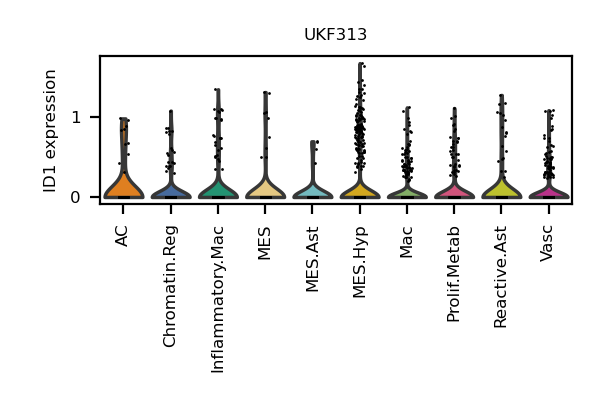 UKF313
ID1 expression
1
0
AC
Chromatin.Reg
Inflammatory.Mac
MES
MES.Ast
MES.Hyp
Mac
Prolif.Metab
Reactive.Ast
Vasc